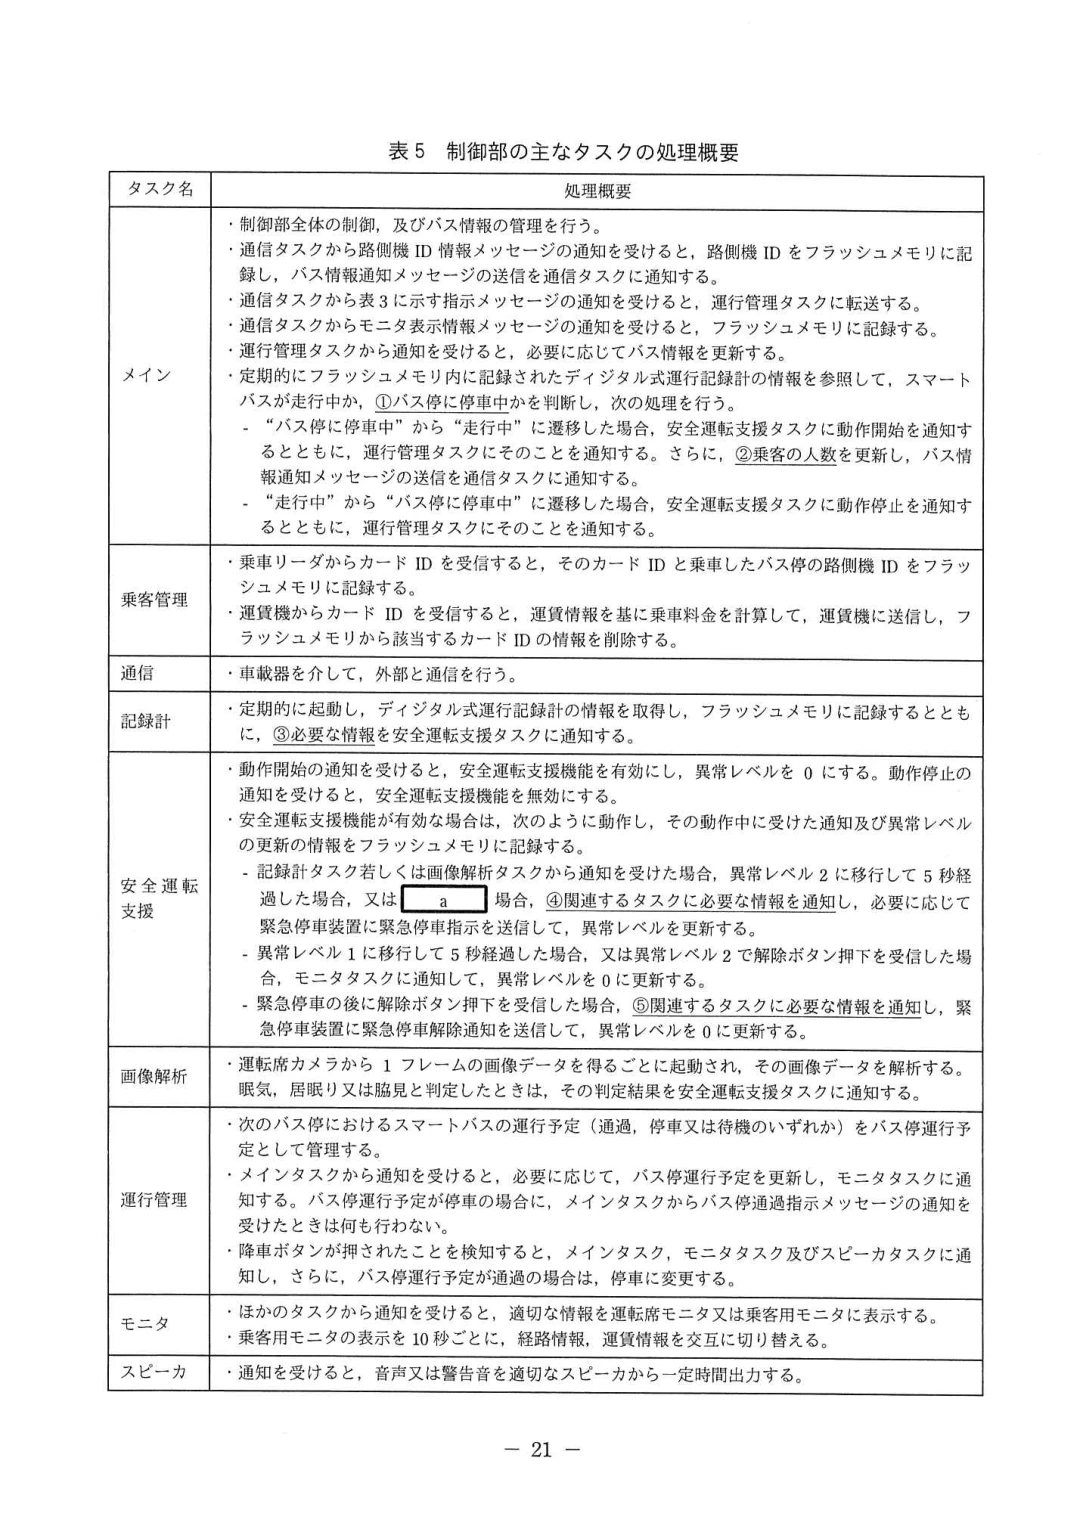 表5　制御部の主なタスクの処理概要
タスク名
処理概要
メイン
・制御部全体の制御，及びバス情報の管理を行う。
・通信タスクから路側機 ID 情報メッセージの通知を受けると，路側機 ID をフラッシュメモリに記
録し，バス情報通知メッセージの送信を通信タスクに通知する。
・通信タスクから表3に示す指示メッセージの通知を受けると，運行管理タスクに転送する。
・通信タスクからモニタ表示情報メッセージの通知を受けると，フラッシュメモリに記録する。
・運行管理タスクから通知を受けると，必要に応じてバス情報を更新する。
・定期的にフラッシュメモリ内に記録されたディジタル式運行記録計の情報を参照して，スマート
バスが走行中か，①バス停に停車中かを判断し，次の処理を行う。
- “バス停に停車中”から“走行中”に遷移した場合，安全運転支援タスクに動作開始を通知す
るとともに，運行管理タスクにそのことを通知する。さらに，②乗客の人数を更新し，バス情
報通知メッセージの送信を通信タスクに通知する。
- “走行中”から“バス停に停車中”に遷移した場合，安全運転支援タスクに動作停止を通知す
るとともに，運行管理タスクにそのことを通知する。
乗客管理
・乗車リーダからカード ID を受信すると，そのカード ID と乗車したバス停の路側機 ID をフラッ
シュメモリに記録する。
・運賃機からカード ID を受信すると，運賃情報を基に乗車料金を計算して，運賃機に送信し，フ
ラッシュメモリから該当するカード ID の情報を削除する。
通信
・車載器を介して，外部と通信を行う。
記録計
・定期的に起動し，ディジタル式運行記録計の情報を取得し，フラッシュメモリに記録するととも
に，③必要な情報を安全運転支援タスクに通知する。
安全運転
支援
・動作開始の通知を受けると，安全運転支援機能を有効にし，異常レベルを 0 にする。動作停止の
通知を受けると，安全運転支援機能を無効にする。
・安全運転支援機能が有効な場合は，次のように動作し，その動作中に受けた通知及び異常レベル
の更新の情報をフラッシュメモリに記録する。
- 記録計タスク若しくは画像解析タスクから通知を受けた場合，異常レベル 2 に移行して 5 秒経
過した場合，又は a 場合，④関連するタスクに必要な情報を通知し，必要に応じて
緊急停車装置に緊急停車指示を送信して，異常レベルを更新する。
- 異常レベル 1 に移行して 5 秒経過した場合，又は異常レベル 2 で解除ボタン押下を受信した場
合，モニタタスクに通知して，異常レベルを 0 に更新する。
- 緊急停車の後に解除ボタン押下を受信した場合，⑤関連するタスクに必要な情報を通知し，緊
急停車装置に緊急停車解除通知を送信して，異常レベルを 0 に更新する。
画像解析
・運転席カメラから 1 フレームの画像データを得るごとに起動され，その画像データを解析する。
眠気，居眠り又は脇見と判定したときは，その判定結果を安全運転支援タスクに通知する。
運行管理
・次のバス停におけるスマートバスの運行予定（通過，停車又は待機のいずれか）をバス停運行予
定として管理する。
・メインタスクから通知を受けると，必要に応じて，バス停運行予定を更新し，モニタタスクに通
知する。バス停運行予定が停車の場合に，メインタスクからバス停通過指示メッセージの通知を
受けたときは何も行わない。
・降車ボタンが押されたことを検知すると，メインタスク，モニタタスク及びスピーカタスクに通
知し，さらに，バス停運行予定が通過の場合は，停車に変更する。
モニタ
・ほかのタスクから通知を受けると，適切な情報を運転席モニタ又は乗客用モニタに表示する。
・乗客用モニタの表示を 10 秒ごとに，経路情報，運賃情報を交互に切り替える。
スピーカ
・通知を受けると，音声又は警告音を適切なスピーカから一定時間出力する。
－ 21 －